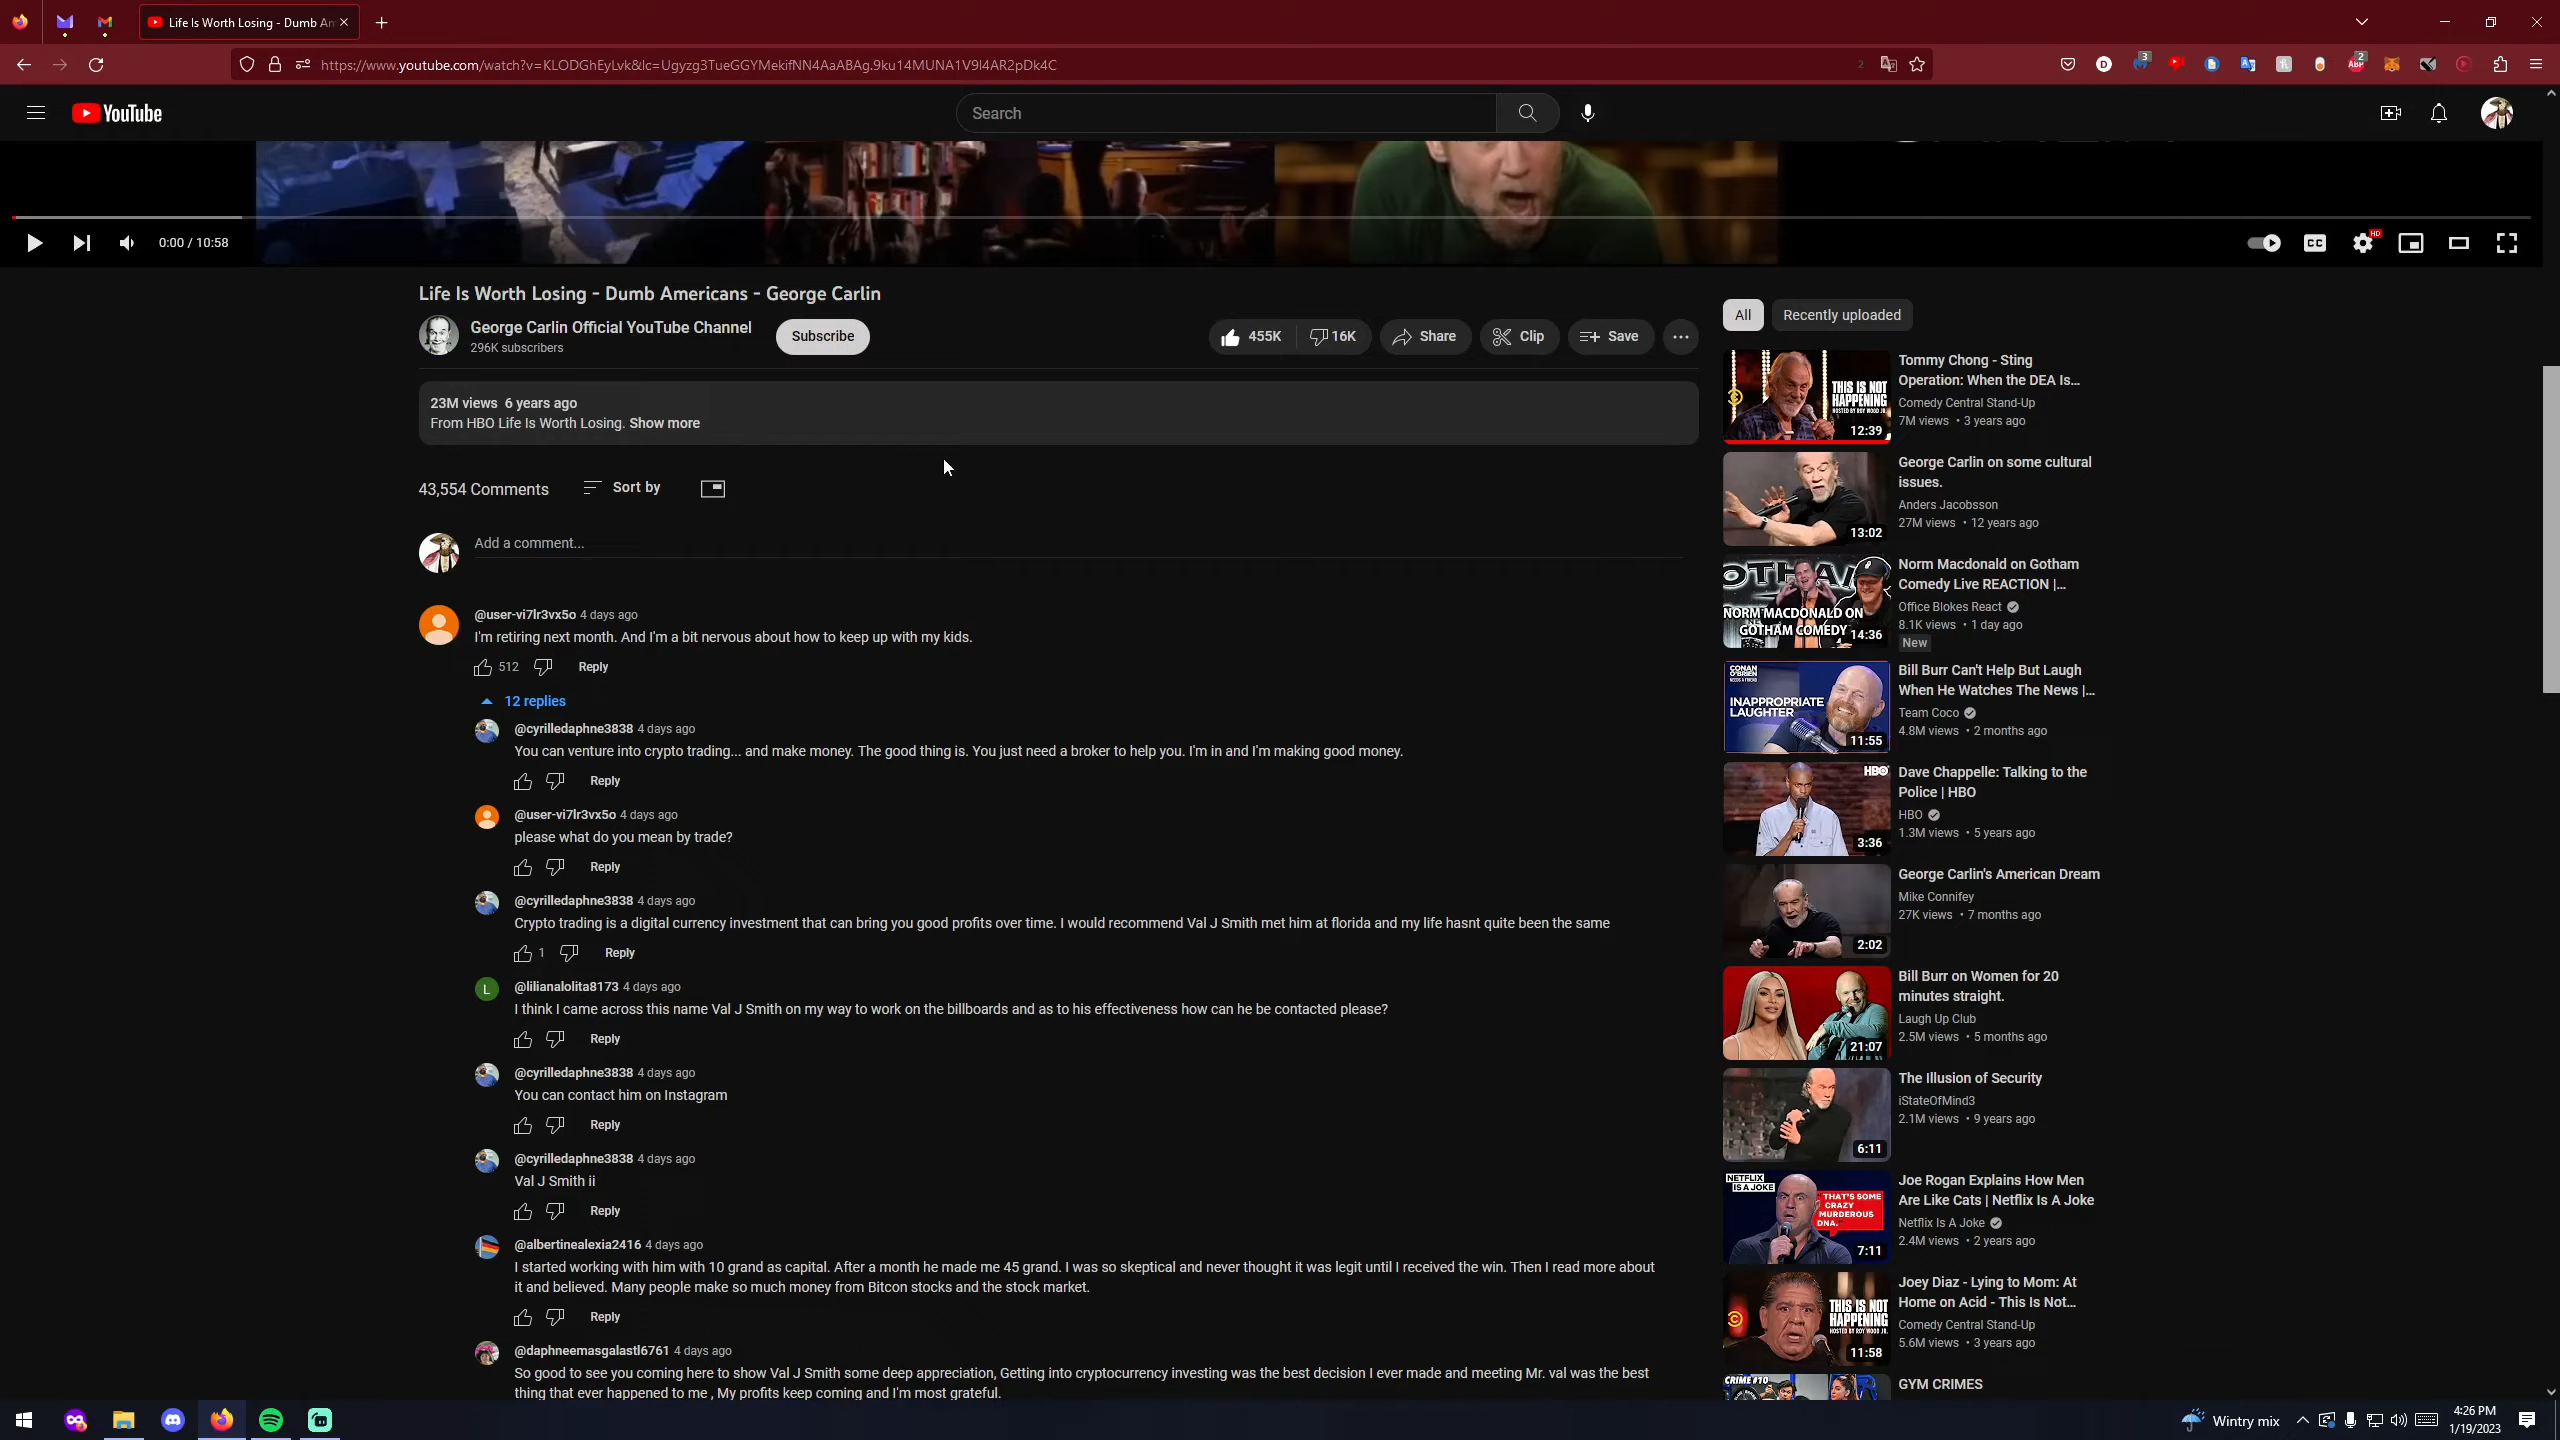 Life Is Worth Losing - Dumb Am
https://www.youtube.com/watch?v=KLODGhEyLvk&lc=Ugyzg3TueGGYMekifNN4AaABAg.9ku14MUNA1V9l4AR2pDk4C
2
D
3
ABP
2
YouTube
Search
0:00 / 10:58
CC
HD
Life Is Worth Losing - Dumb Americans - George Carlin
George Carlin Official YouTube Channel
296K subscribers
Subscribe
455K
16K
Share
Clip
Save
23M views 6 years ago
From HBO Life Is Worth Losing. Show more
43,554 Comments
Sort by
Add a comment...
@user-vi7lr3vx5o 4 days ago
I'm retiring next month. And I'm a bit nervous about how to keep up with my kids.
512
Reply
12 replies
@cyrilledaphne3838 4 days ago
You can venture into crypto trading... and make money. The good thing is. You just need a broker to help you. I'm in and I'm making good money.
Reply
@user-vi7lr3vx5o 4 days ago
please what do you mean by trade?
Reply
@cyrilledaphne3838 4 days ago
Crypto trading is a digital currency investment that can bring you good profits over time. I would recommend Val J Smith met him at florida and my life hasnt quite been the same
1
Reply
L
@lilianalolita8173 4 days ago
I think I came across this name Val J Smith on my way to work on the billboards and as to his effectiveness how can he be contacted please?
Reply
@cyrilledaphne3838 4 days ago
You can contact him on Instagram
Reply
@cyrilledaphne3838 4 days ago
Val J Smith ii
Reply
@albertinealexia2416 4 days ago
I started working with him with 10 grand as capital. After a month he made me 45 grand. I was so skeptical and never thought it was legit until I received the win. Then I read more about
it and believed. Many people make so much money from Bitcon stocks and the stock market.
Reply
@daphneemasgalastl6761 4 days ago
So good to see you coming here to show Val J Smith some deep appreciation, Getting into cryptocurrency investing was the best decision I ever made and meeting Mr. val was the best
thing that ever happened to me , My profits keep coming and I'm most grateful.
All
Recently uploaded
THIS IS NOT
HAPPENING
HOSTED BY ROY WOOD JR.
12:39
Tommy Chong - Sting
Operation: When the DEA Is...
Comedy Central Stand-Up
7M views • 3 years ago
13:02
George Carlin on some cultural
issues.
Anders Jacobsson
27M views • 12 years ago
NORM MACDONALD ON
GOTHAM COMEDY
14:36
Norm Macdonald on Gotham
Comedy Live REACTION |...
Office Blokes React
8.1K views • 1 day ago
New
CONAN
O'BRIEN
NEEDS A FRIEND
INAPPROPRIATE
LAUGHTER
11:55
Bill Burr Can't Help But Laugh
When He Watches The News |...
Team Coco
4.8M views • 2 months ago
HBO
3:36
Dave Chappelle: Talking to the
Police | HBO
HBO
1.3M views • 5 years ago
2:02
George Carlin's American Dream
Mike Connifey
27K views • 7 months ago
21:07
Bill Burr on Women for 20
minutes straight.
Laugh Up Club
2.5M views • 5 months ago
6:11
The Illusion of Security
iStateOfMind3
2.1M views • 9 years ago
NETFLIX
IS A JOKE
"THAT'S SOME
CRAZY
MURDEROUS
DNA."
7:11
Joe Rogan Explains How Men
Are Like Cats | Netflix Is A Joke
Netflix Is A Joke
2.4M views • 2 years ago
THIS IS NOT
HAPPENING
HOSTED BY ROY WOOD JR.
11:58
Joey Diaz - Lying to Mom: At
Home on Acid - This Is Not...
Comedy Central Stand-Up
5.6M views • 3 years ago
CRIME #10
GYM CRIMES
Wintry mix
4:26 PM
1/19/2023